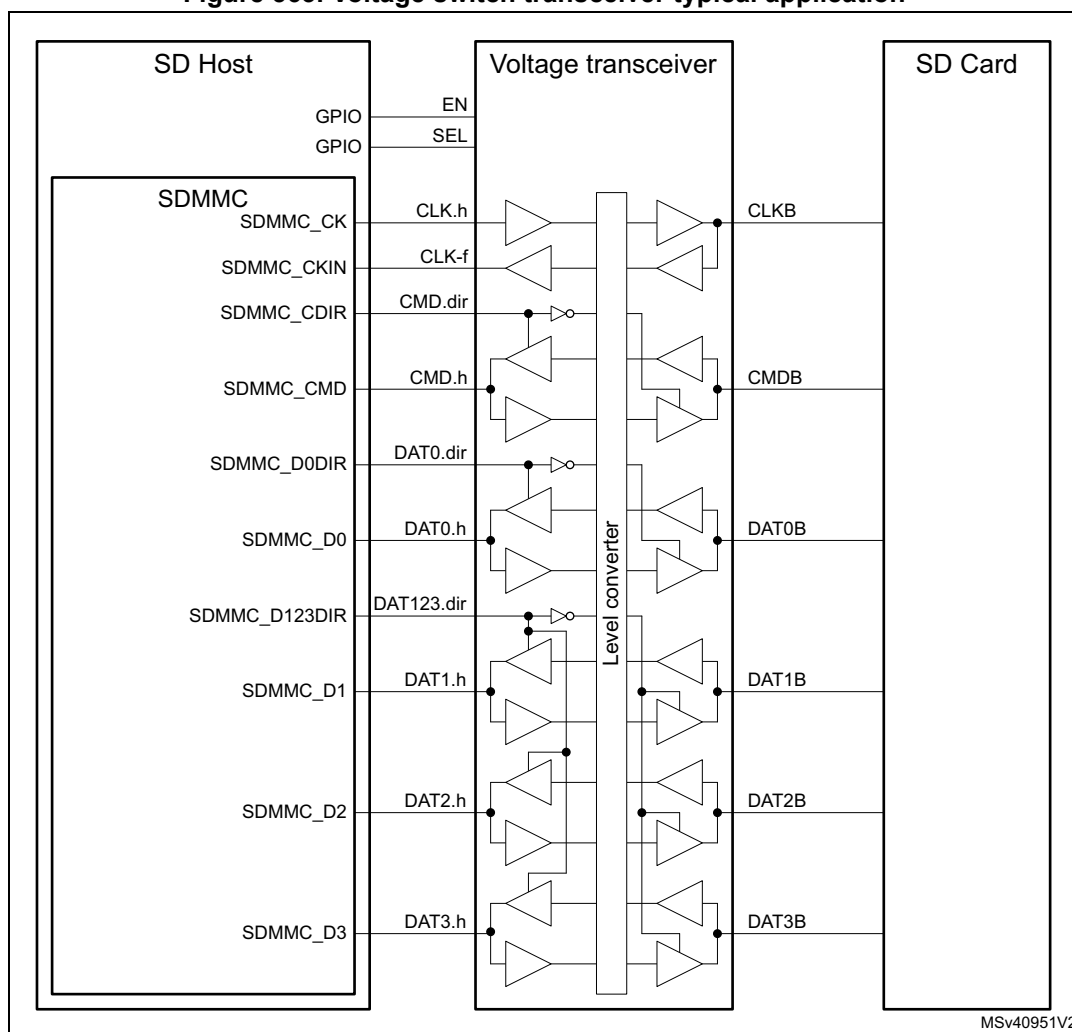 Figure Voltage switch transceiver typical application
SD Host
Voltage transceiver
SD Card
GPIO
EN
GPIO
SEL
SDMMC
SDMMC_CK
CLK.h
CLKB
SDMMC_CKIN
CLK-f
SDMMC_CDIR
CMD.dir
SDMMC_CMD
CMD.h
CMDB
SDMMC_D0DIR
DAT0.dir
SDMMC_D0
DAT0.h
DAT0B
Level converter
SDMMC_D123DIR
DAT123.dir
SDMMC_D1
DAT1.h
DAT1B
SDMMC_D2
DAT2.h
DAT2B
SDMMC_D3
DAT3.h
DAT3B
MSv40951V2